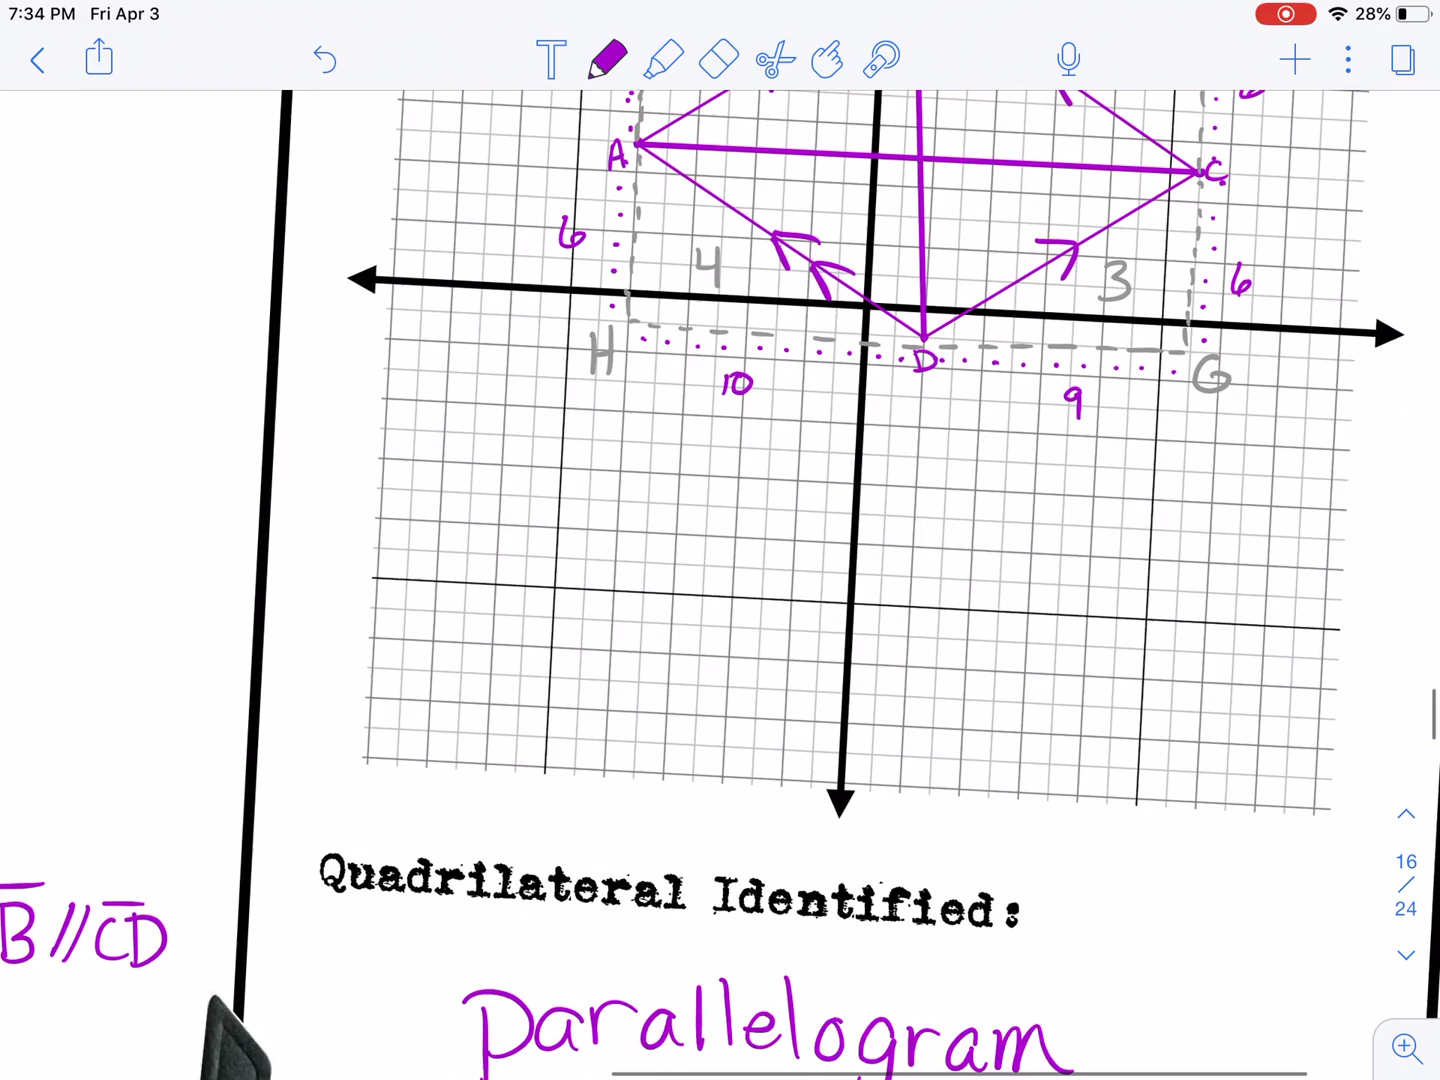 7:34 PM Fri Apr 3
28%
T
A
C
6
4
3
6
H
D
G
10
9
16
/
24
Quadrilateral Identified:
B // CD
parallelogram